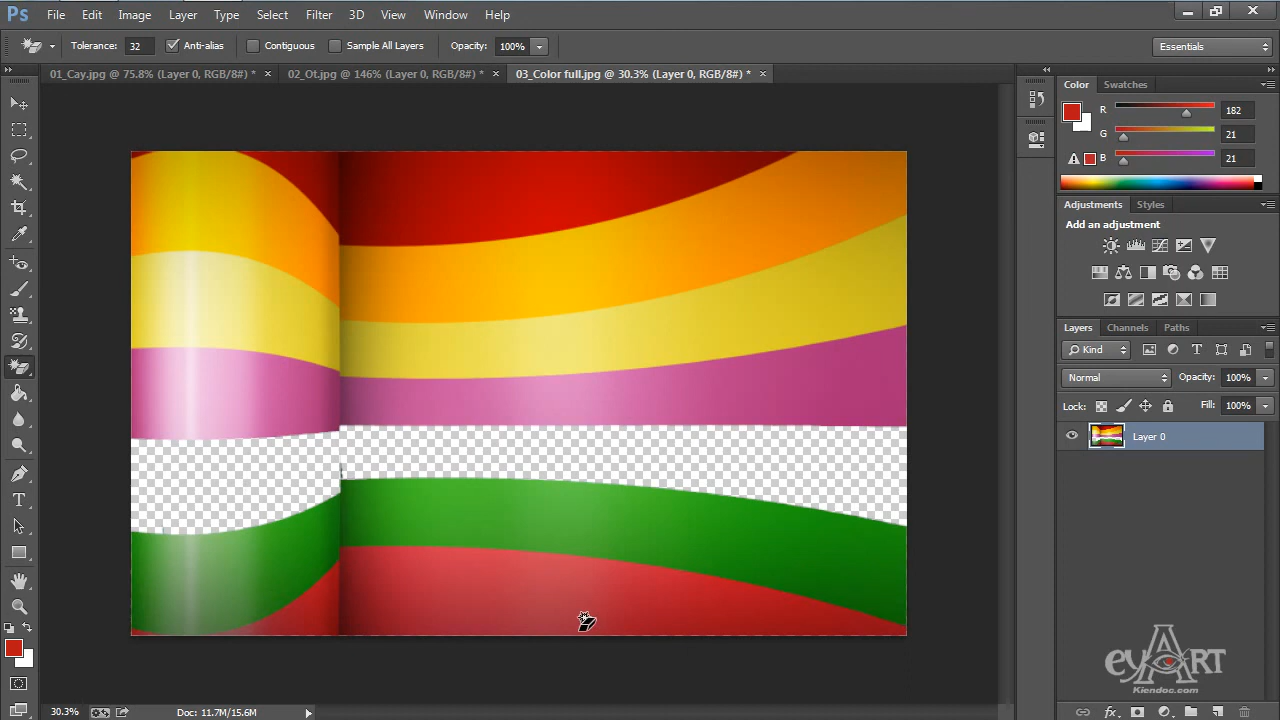 Ps File Edit Image Layer Type Select Filter 3D View Window Help
Tolerance: 32 Anti-alias Contiguous Sample All Layers Opacity: 100% Essentials
01_Cay.jpg @ 75.8% (Layer 0, RGB/8#) * × 02_Ot.jpg @ 146% (Layer 0, RGB/8#) * × 03_Color full.jpg @ 30.3% (Layer 0, RGB/8#) * ×
Color Swatches
R 182
G 21
B 21
Adjustments Styles
Add an adjustment
Layers Channels Paths
Kind
Normal Opacity: 100%
Lock: Fill: 100%
Layer 0
eyART
Kiendoc.com
30.3% Doc: 11.7M/15.6M